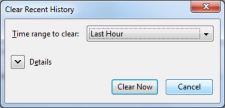 Clear Recent History
Time range to clear: Last Hour
Details
Clear Now Cancel